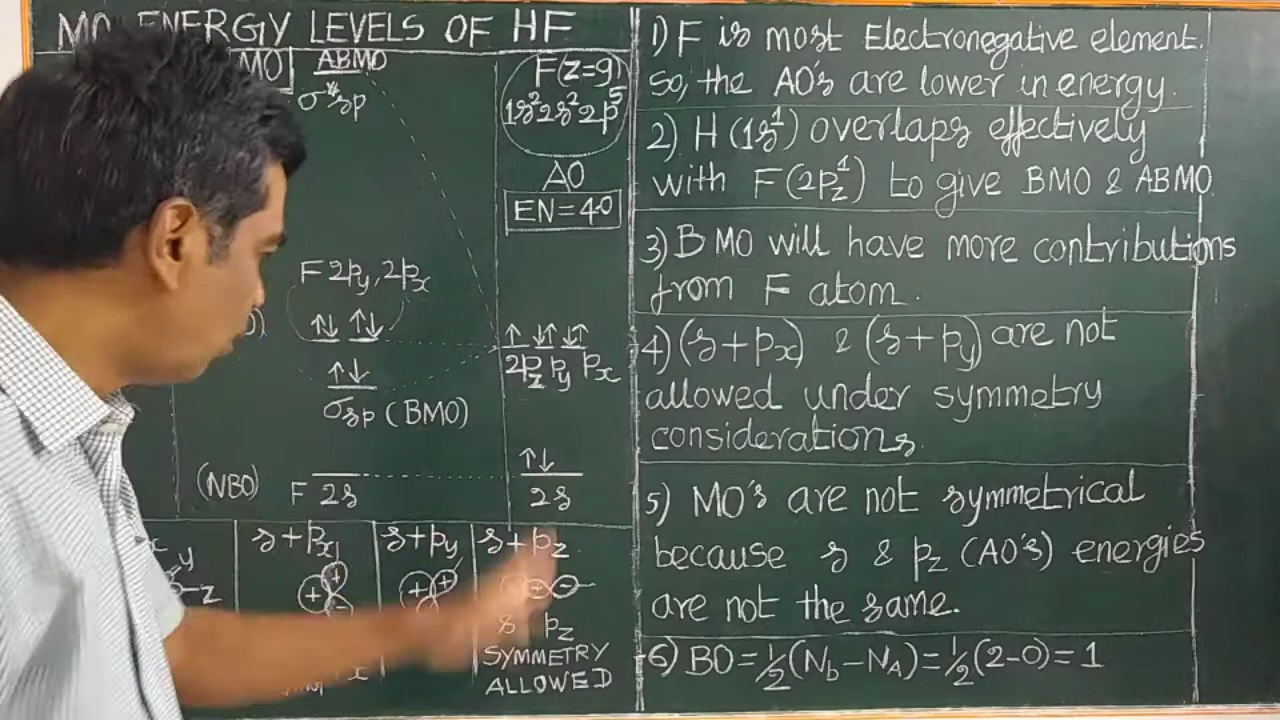 MO ENERGY LEVELS OF HF
MO ABMO
σ*sp
F(z=9)
1s²2s²2p⁵
AO
EN=4.0
F 2py, 2px
↑↓ ↑↓
↑ ↓↑ ↓↑
2pz py px
↑↓
σsp (BMO)
↑↓
(NBO) F 2s
2s
s+px s+py s+pz
y
z
+ + + + + −
−
s pz
SYMMETRY
ALLOWED
x
1) F is most Electronegative element.
So, the AO's are lower in energy.
2) H (1s¹) overlaps effectively
with F(2pz¹) to give BMO & ABMO.
3) BMO will have more contributions
from F atom.
4) (s+px) & (s+py) are not
allowed under symmetry
considerations.
5) MO's are not symmetrical
because s & pz (AO's) energies
are not the same.
6) BO=½(Nb−NA)=½(2−0)=1